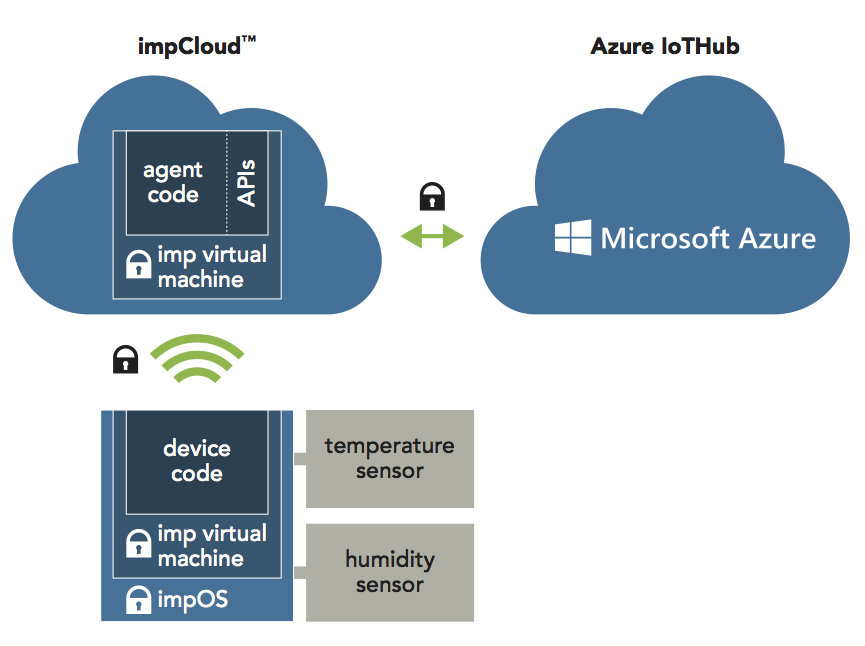 impCloud™
Azure IoTHub
agent
code
APIs
imp virtual
machine
Microsoft Azure
device
code
imp virtual
machine
impOS
temperature
sensor
humidity
sensor